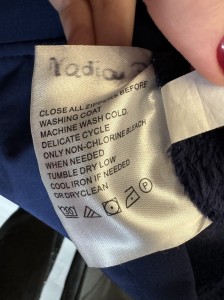 Nadia
CLOSE ALL ZIPPERS BEFORE
WASHING COAT
MACHINE WASH COLD.
DELICATE CYCLE
ONLY NON-CHLORINE BLEACH
WHEN NEEDED
TUMBLE DRY LOW
COOL IRON IF NEEDED
OR DRYCLEAN